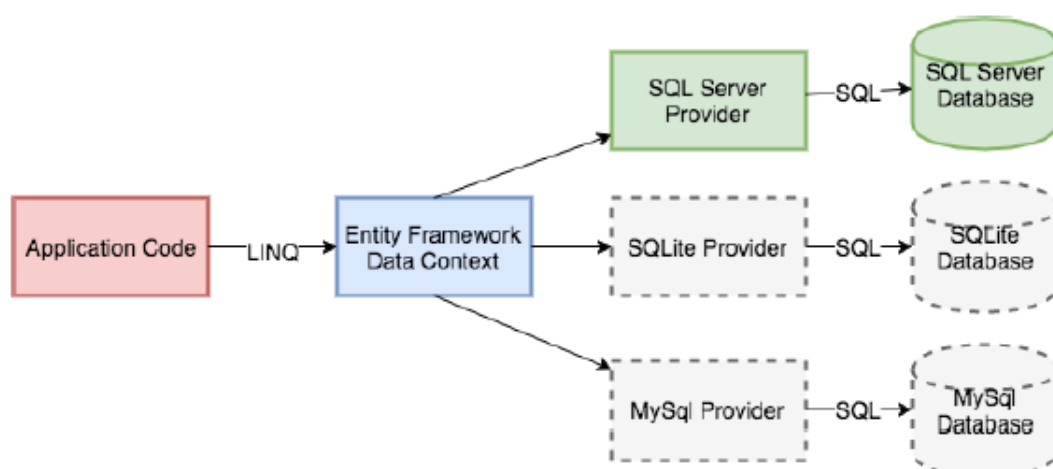 SQL Server
Provider
SQL
SQL Server
Database
Application Code
LINQ
Entity Framework
Data Context
SQLite Provider
SQL
SQLite
Database
MySql Provider
SQL
MySql
Database